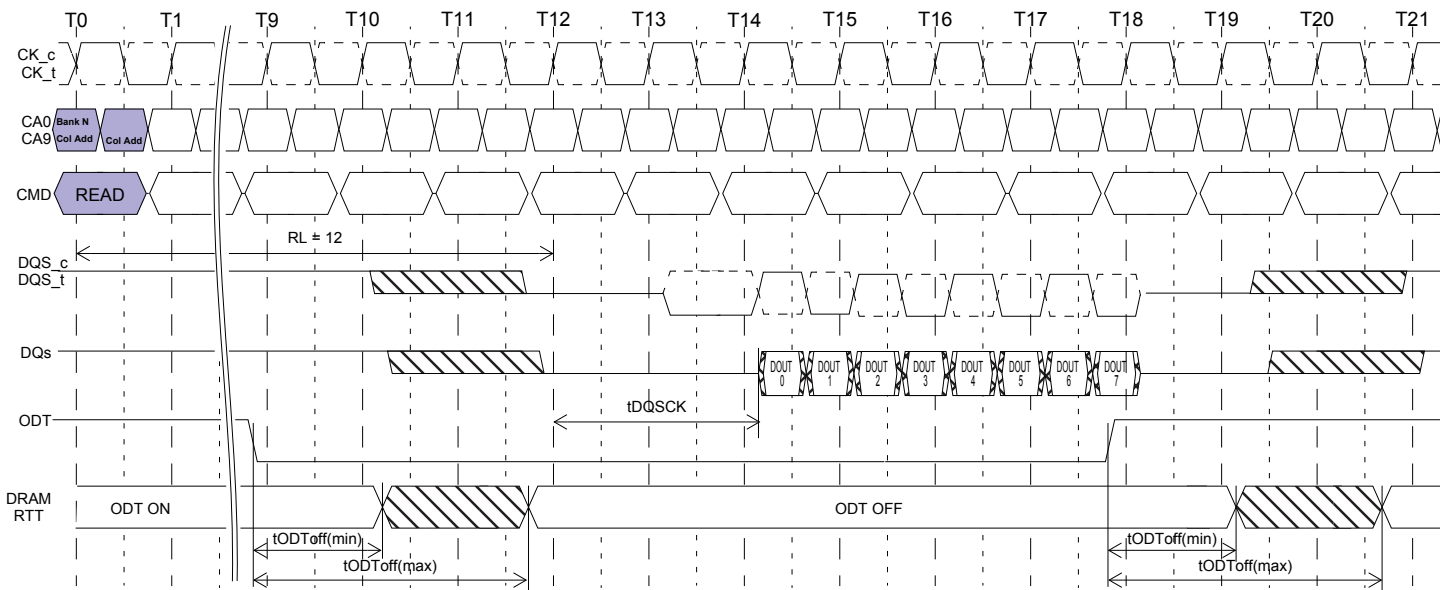 T0 T1 T9 T10 T11 T12 T13 T14 T15 T16 T17 T18 T19 T20 T21
CK_c
CK_t
CA0
CA9
Bank N
Col Add
Col Add
CMD
READ
RL = 12
DQS_c
DQS_t
DQs
DOUT 0
DOUT 1
DOUT 2
DOUT 3
DOUT 4
DOUT 5
DOUT 6
DOUT 7
tDQSCK
ODT
DRAM
RTT
ODT ON
ODT OFF
tODToff(min)
tODToff(min)
tODToff(max)
tODToff(max)